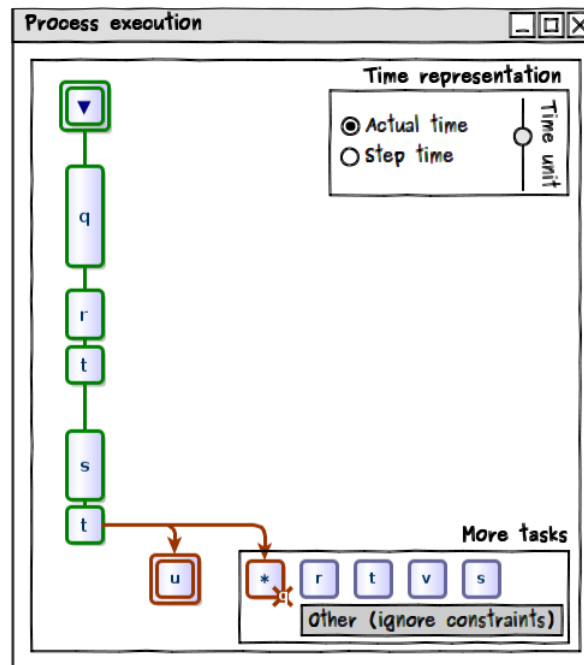 Process execution
Time representation
▼
Actual time
Step time
Time unit
q
r
t
s
t
More tasks
u
* q r t v s
Other (ignore constraints)